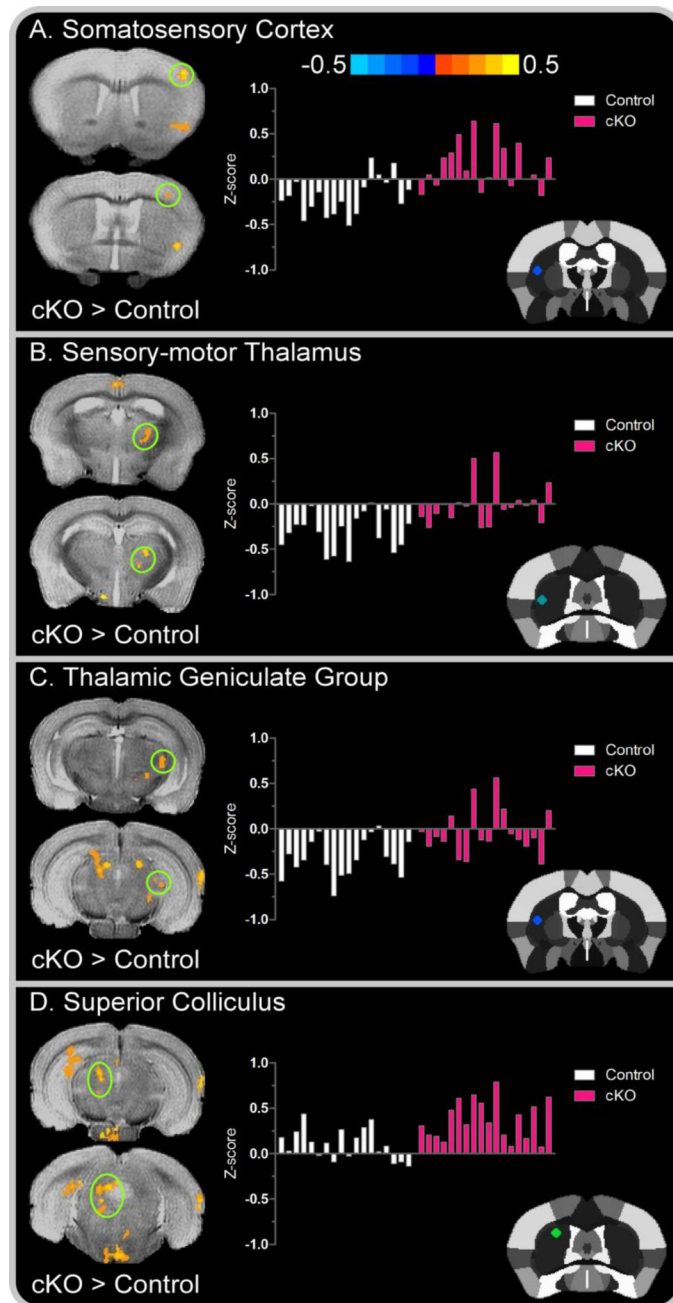 A. Somatosensory Cortex
-0.5 0.5
1.0
0.5
0.0
-0.5
-1.0
Z-score
Control
cKO
cKO > Control
B. Sensory-motor Thalamus
1.0
0.5
0.0
-0.5
-1.0
Z-score
Control
cKO
cKO > Control
C. Thalamic Geniculate Group
1.0
0.5
0.0
-0.5
-1.0
Z-score
Control
cKO
cKO > Control
D. Superior Colliculus
1.0
0.5
0.0
-0.5
-1.0
Z-score
Control
cKO
cKO > Control